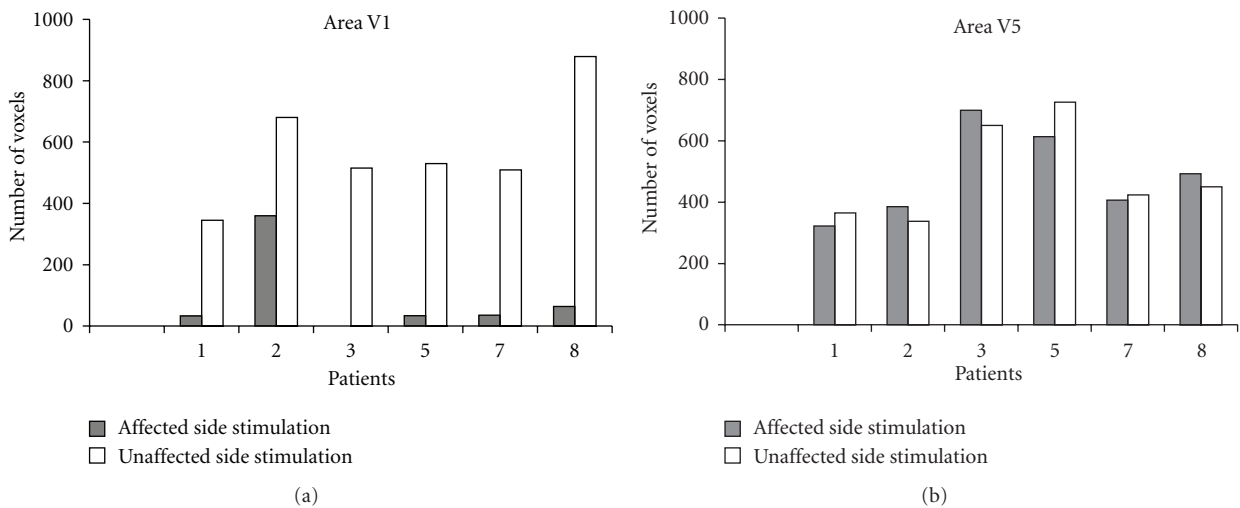 Area V1
Number of voxels
1000
800
600
400
200
0
1 2 3 5 7 8
Patients
Affected side stimulation
Unaffected side stimulation
(a)
Area V5
Number of voxels
1000
800
600
400
200
0
1 2 3 5 7 8
Patients
Affected side stimulation
Unaffected side stimulation
(b)